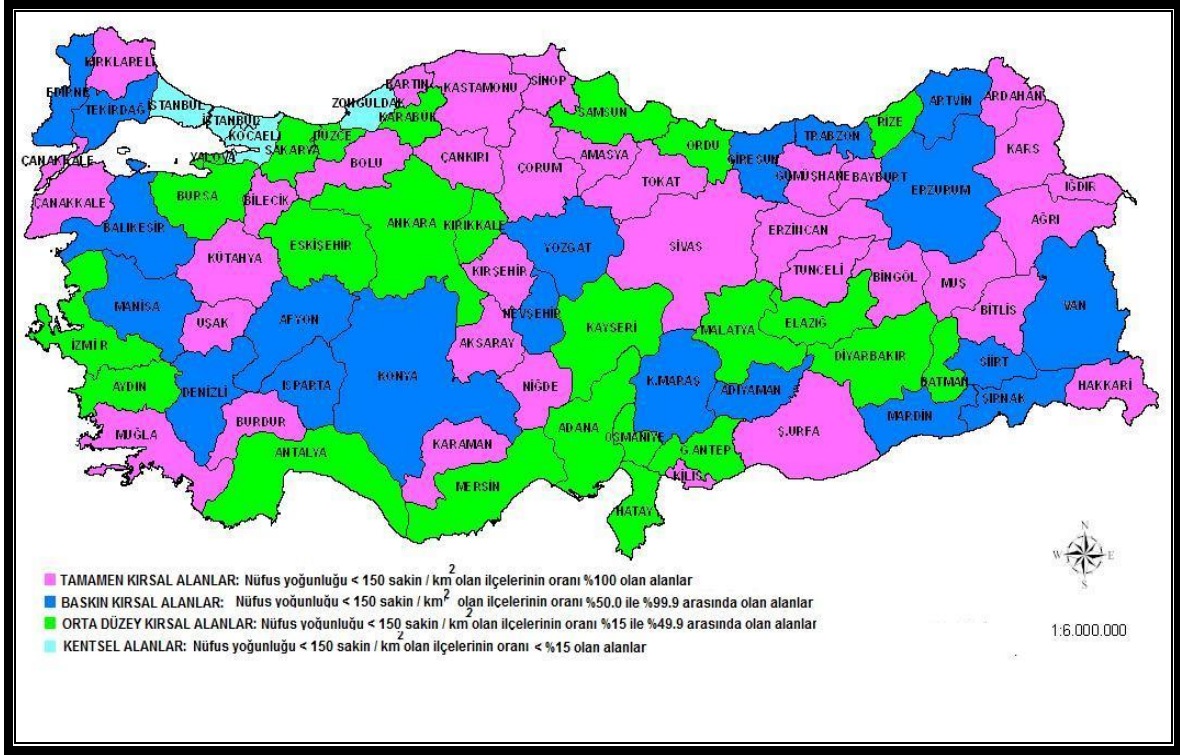 KIRKLARELİ
EDİRNE
TEKİRDAĞ
İSTANBUL
İSTANBUL
KOCAELİ
YALOVA
SAKARYA
DÜZCE
ZONGULDAK
BARTIN
KARABÜK
KASTAMONU
SİNOP
SAMSUN
ORDU
GİRESUN
TRABZON
RİZE
ARTVİN
ARDAHAN
KARS
IĞDIR
AĞRI
ÇANAKKALE
ÇANAKKALE
BALIKESİR
BURSA
BİLECİK
BOLU
ÇANKIRI
ÇORUM
AMASYA
TOKAT
GÜMÜŞHANE
BAYBURT
ERZURUM
ERZİNCAN
KÜTAHYA
ESKİŞEHİR
ANKARA
KIRIKKALE
YOZGAT
SİVAS
TUNCELİ
BİNGÖL
MUŞ
BİTLİS
VAN
MANİSA
UŞAK
AFYON
KIRŞEHİR
NEVŞEHİR
KAYSERİ
MALATYA
ELAZIĞ
DİYARBAKIR
BATMAN
SİİRT
ŞIRNAK
HAKKARİ
İZMİR
AYDIN
DENİZLİ
ISPARTA
KONYA
AKSARAY
NİĞDE
K.MARAŞ
ADIYAMAN
MARDİN
MUĞLA
BURDUR
ANTALYA
KARAMAN
MERSİN
ADANA
OSMANİYE
G.ANTEP
KİLİS
Ş.URFA
HATAY
N
W E
S
TAMAMEN KIRSAL ALANLAR: Nüfus yoğunluğu < 150 sakin / km² olan ilçelerinin oranı %100 olan alanlar
BASKIN KIRSAL ALANLAR: Nüfus yoğunluğu < 150 sakin / km² olan ilçelerinin oranı %50.0 ile %99.9 arasında olan alanlar
ORTA DÜZEY KIRSAL ALANLAR: Nüfus yoğunluğu < 150 sakin / km² olan ilçelerinin oranı %15 ile %49.9 arasında olan alanlar
KENTSEL ALANLAR: Nüfus yoğunluğu < 150 sakin / km² olan ilçelerinin oranı < %15 olan alanlar
1:6.000.000